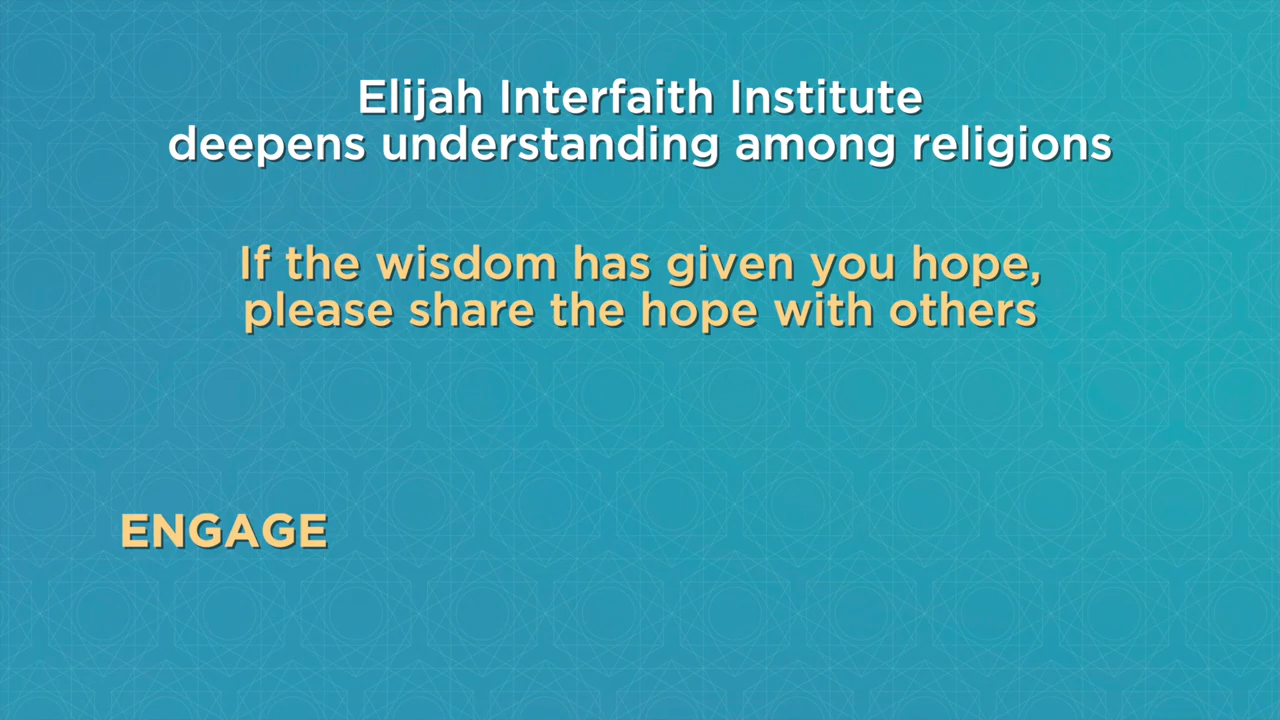 Elijah Interfaith Institute
deepens understanding among religions
If the wisdom has given you hope,
please share the hope with others
ENGAGE